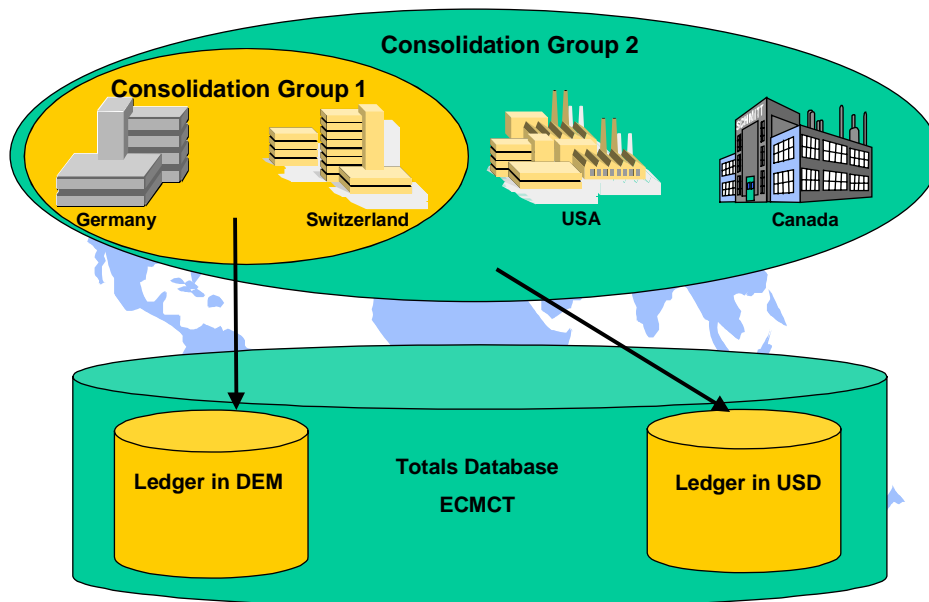 Consolidation Group 2
Consolidation Group 1
SCHMITT
Germany
Switzerland
USA
Canada
Ledger in DEM
Totals Database
ECMCT
Ledger in USD